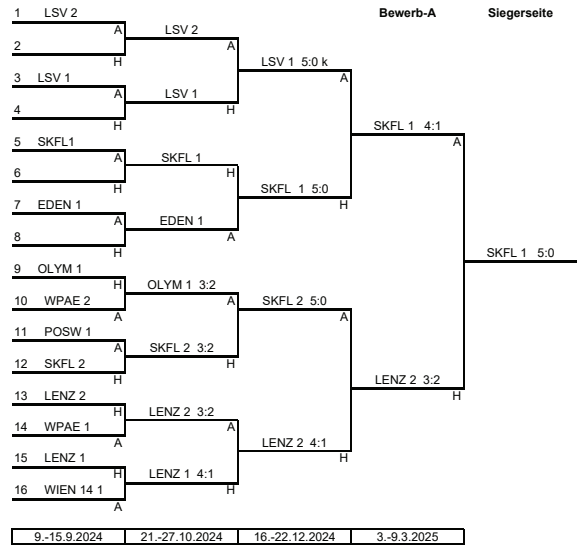 1 LSV 2 Bewerb-A Siegerseite
A LSV 2
2 A
H LSV 1 5:0 k
3 LSV 1 A
A LSV 1
4 H
H SKFL 1 4:1
5 SKFL1 A
A SKFL 1
6 H
H SKFL 1 5:0
7 EDEN 1 H
A EDEN 1
8 A
H SKFL 1 5:0
9 OLYM 1
H OLYM 1 3:2
10 WPAE 2 A
A SKFL 2 5:0
11 POSW 1 A
A SKFL 2 3:2
12 SKFL 2 H
H LENZ 2 3:2
13 LENZ 2 H
H LENZ 2 3:2
14 WPAE 1 A
A LENZ 2 4:1
15 LENZ 1 H
H LENZ 1 4:1
16 WIEN 14 1 H
A
9.-15.9.2024 21.-27.10.2024 16.-22.12.2024 3.-9.3.2025